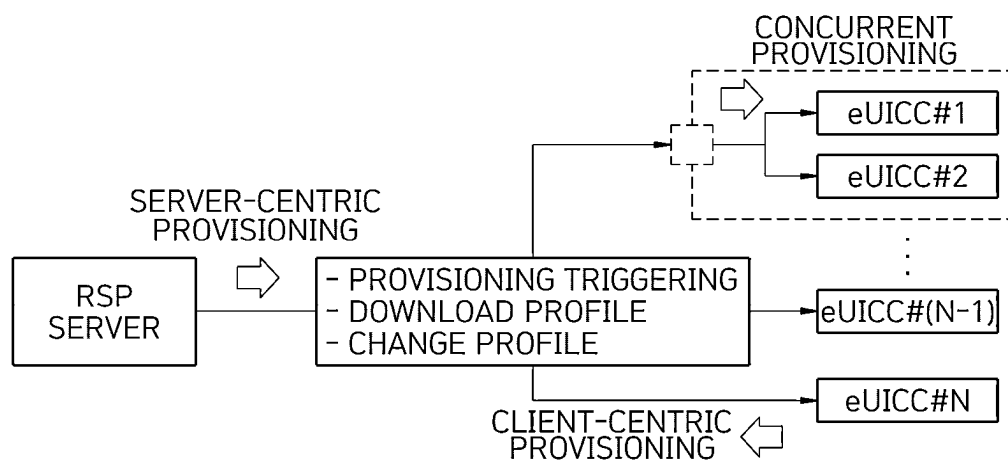 CONCURRENT
PROVISIONING
eUICC#1
eUICC#2
SERVER-CENTRIC
PROVISIONING
RSP
SERVER
- PROVISIONING TRIGGERING
- DOWNLOAD PROFILE
- CHANGE PROFILE
eUICC#(N-1)
eUICC#N
CLIENT-CENTRIC
PROVISIONING